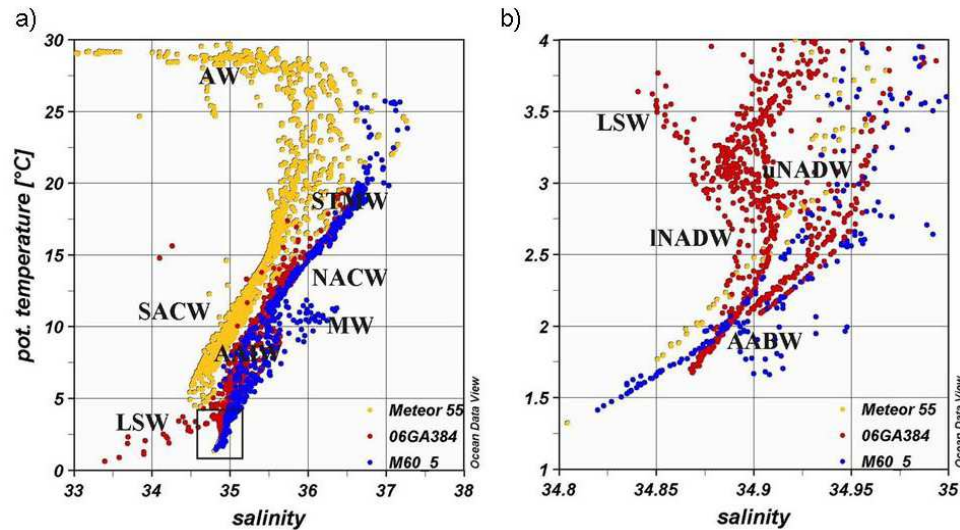 a)
30
25
20
15
10
5
0
pot. temperature [°C]
AW
STMW
NACW
SACW
MW
AAIW
LSW
Meteor 55
06GA384
M60_5
Ocean Data View
33
34
35
36
37
38
salinity
b)
4
3.5
3
2.5
2
1.5
1
LSW
uNADW
lNADW
AABW
Meteor 55
06GA384
M60_5
Ocean Data View
34.8
34.85
34.9
34.95
35
salinity